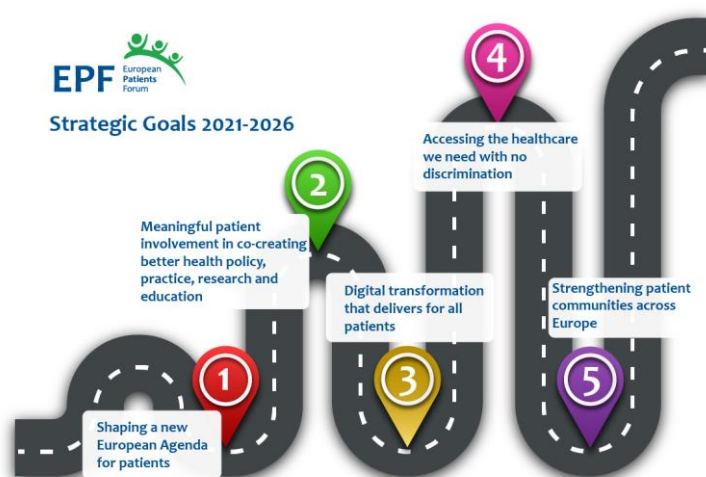 EPF
European
Patients
Forum
Strategic Goals 2021-2026
1
Shaping a new
European Agenda
for patients
2
Meaningful patient
involvement in co-creating
better health policy,
practice, research and
education
3
Digital transformation
that delivers for all
patients
4
Accessing the healthcare
we need with no
discrimination
5
Strengthening patient
communities across
Europe